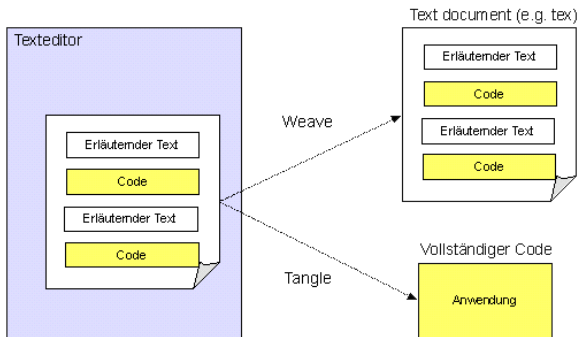 Text document (e.g. tex)
Texteditor
Erläuternder Text
Code
Erläuternder Text
Code
Weave
Erläuternder Text
Code
Erläuternder Text
Code
Tangle
Vollständiger Code
Anwendung